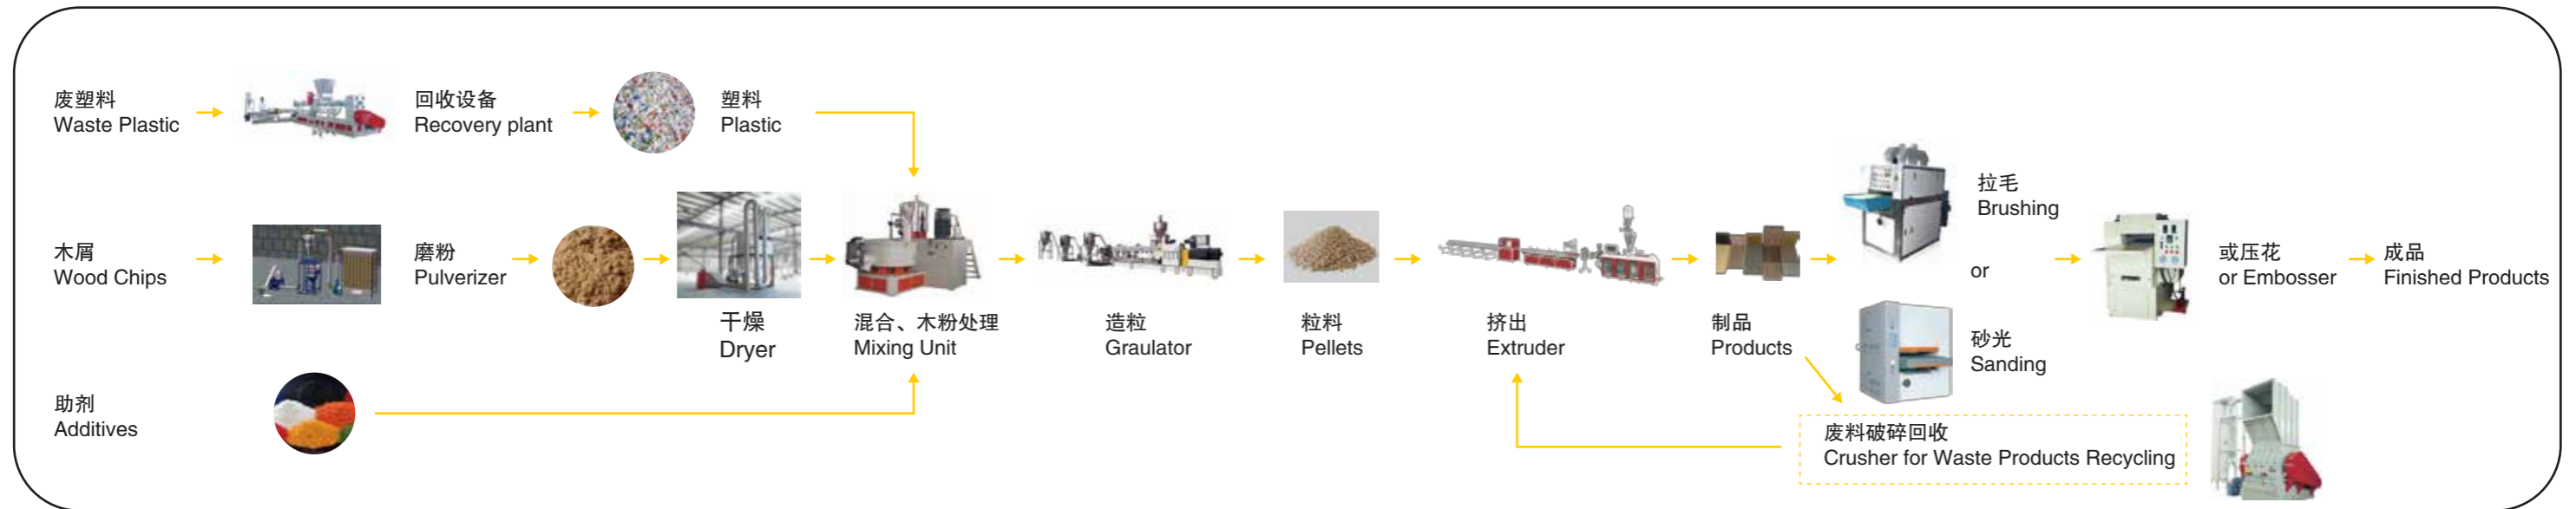 废塑料
Waste Plastic
回收设备
Recovery plant
塑料
Plastic
木屑
Wood Chips
磨粉
Pulverizer
干燥
Dryer
混合、木粉处理
Mixing Unit
造粒
Graulator
粒料
Pellets
挤出
Extruder
制品
Products
拉毛
Brushing
or
砂光
Sanding
或压花
or Embosser
成品
Finished Products
助剂
Additives
废料破碎回收
Crusher for Waste Products Recycling